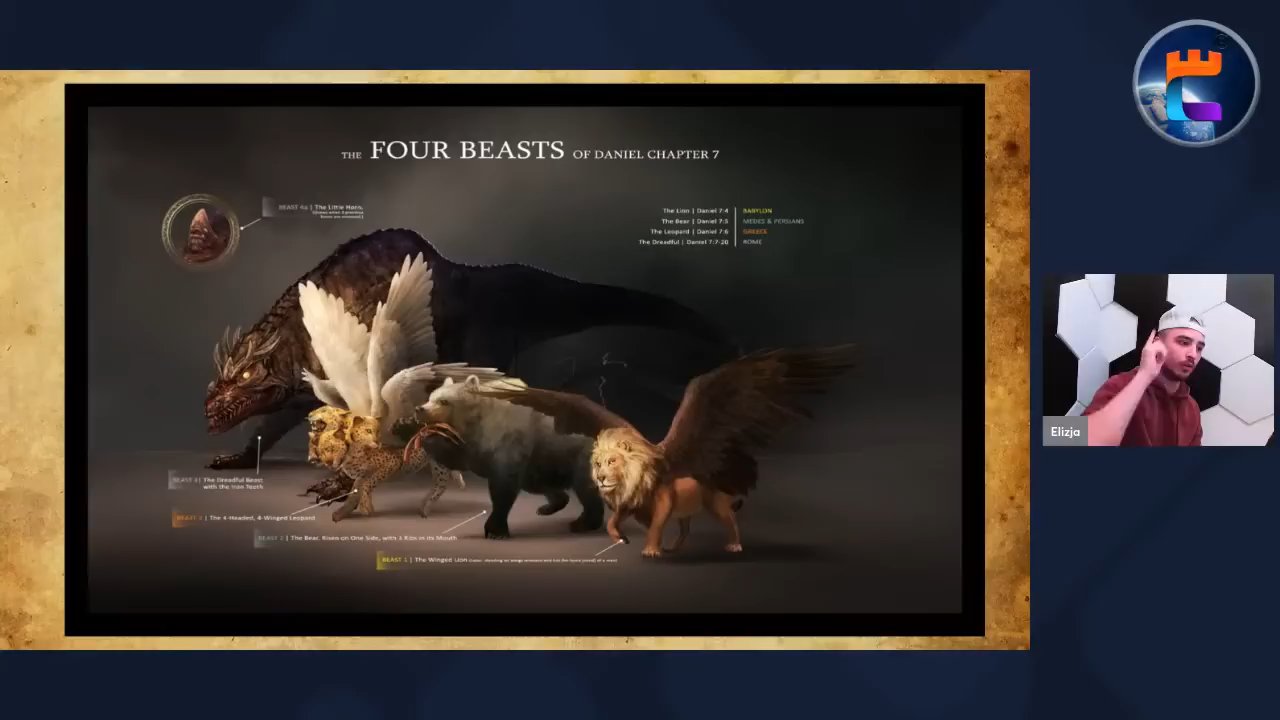 THE FOUR BEASTS OF DANIEL CHAPTER 7
BEAST 4a | The Little Horn.
The Lion | Daniel 7:4 BABYLON
The Bear | Daniel 7:5 MEDES & PERSIANS
The Leopard | Daniel 7:6 GREECE
The Dreadful | Daniel 7:7-20 ROME
BEAST 4 | The Dreadful Beast
with the Iron Teeth
BEAST 3 | The 4-Headed, 4-Winged Leopard
BEAST 2 | The Bear, Risen on One Side, with 3 Ribs in its Mouth
BEAST 1 | The Winged Lion
Elizja